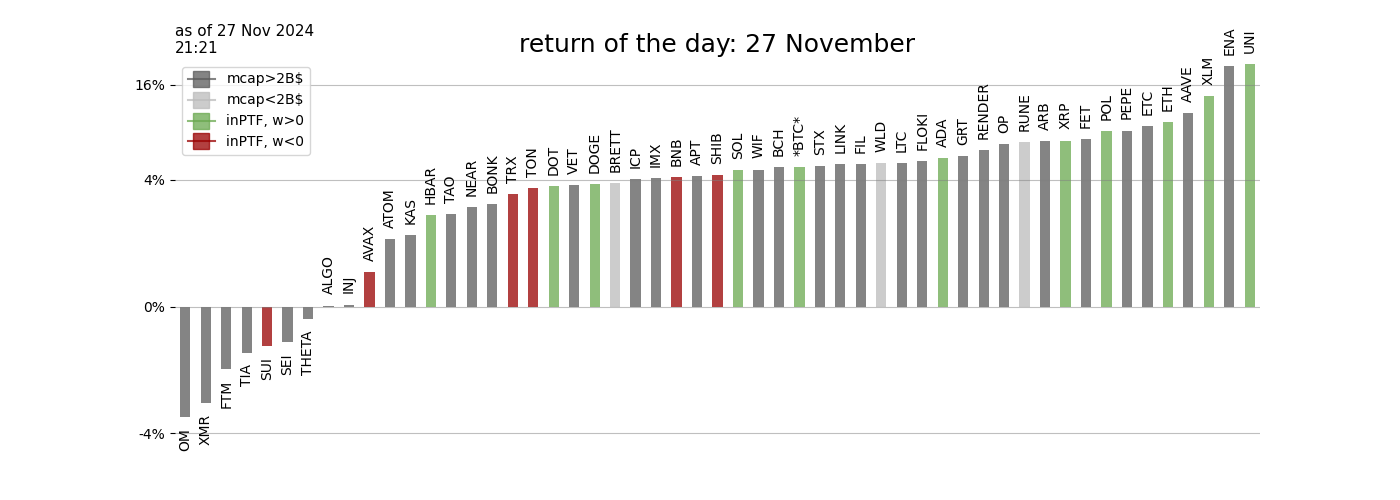 as of 27 Nov 2024
21:21
return of the day: 27 November
mcap>2B$
mcap<2B$
inPTF, w>0
inPTF, w<0
16%
4%
0%
-4%
OM
XMR
FTM
TIA
SUI
SEI
THETA
ALGO
INJ
AVAX
ATOM
KAS
HBAR
TAO
NEAR
BONK
TRX
TON
DOT
VET
DOGE
BRETT
ICP
IMX
BNB
APT
SHIB
SOL
WIF
BCH
*BTC*
STX
LINK
FIL
WLD
LTC
FLOKI
ADA
GRT
RENDER
OP
RUNE
ARB
XRP
FET
POL
PEPE
ETC
ETH
AAVE
XLM
ENA
UNI